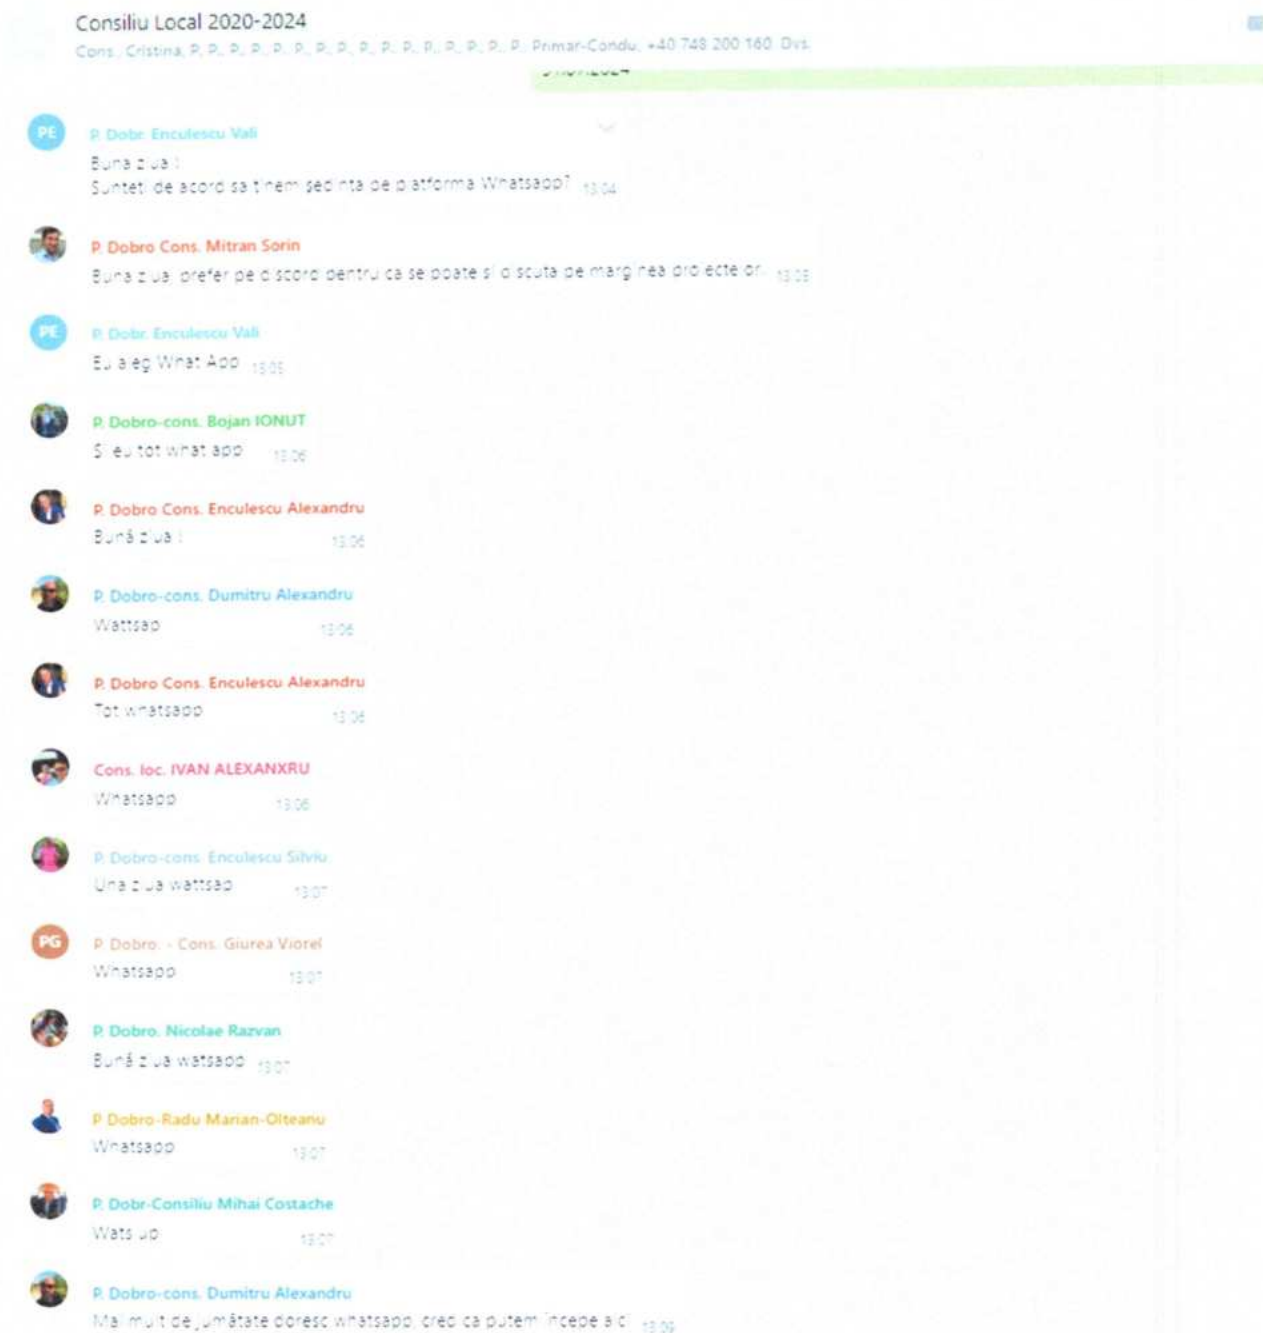 Consiliu Local 2020-2024
Cons., Cristina, P, P., P., P., P., P., P., P., P., P., P., P., P., P., P., P., Primar-Condu, +40 748 200 160, Dvs.
PE
P. Dobr. Enculescu Vali
Buna ziua !
Sunteti de acord sa tinem sedinta pe platforma Whatsapp? 13:04
P. Dobro Cons. Mitran Sorin
Buna ziua, prefer pe discord pentru ca se poate si discuta pe marginea proiectelor.
PE
P. Dobr. Enculescu Vali
Eu aleg What App 13:05
P. Dobro-cons. Bojan IONUT
Si eu tot what app 13:06
P. Dobro Cons. Enculescu Alexandru
Bună ziua ! 13:06
P. Dobro-cons. Dumitru Alexandru
Wattsap 13:06
P. Dobro Cons. Enculescu Alexandru
Tot whatsapp 13:06
Cons. loc. IVAN ALEXANXRU
Whatsapp 13:06
P. Dobro-cons. Enculescu Silviu
Una ziua wattsap 13:07
PG
P. Dobro. - Cons. Giurea Viorel
Whatsapp 13:07
P. Dobro. Nicolae Razvan
Bună ziua watsapp 13:07
P Dobro-Radu Marian-Olteanu
Whatsapp 13:07
P. Dobr-Consiliu Mihai Costache
Wats up 13:07
P. Dobro-cons. Dumitru Alexandru
Mai mult de jumătate doresc whatsapp, cred ca putem începe aici 13:09